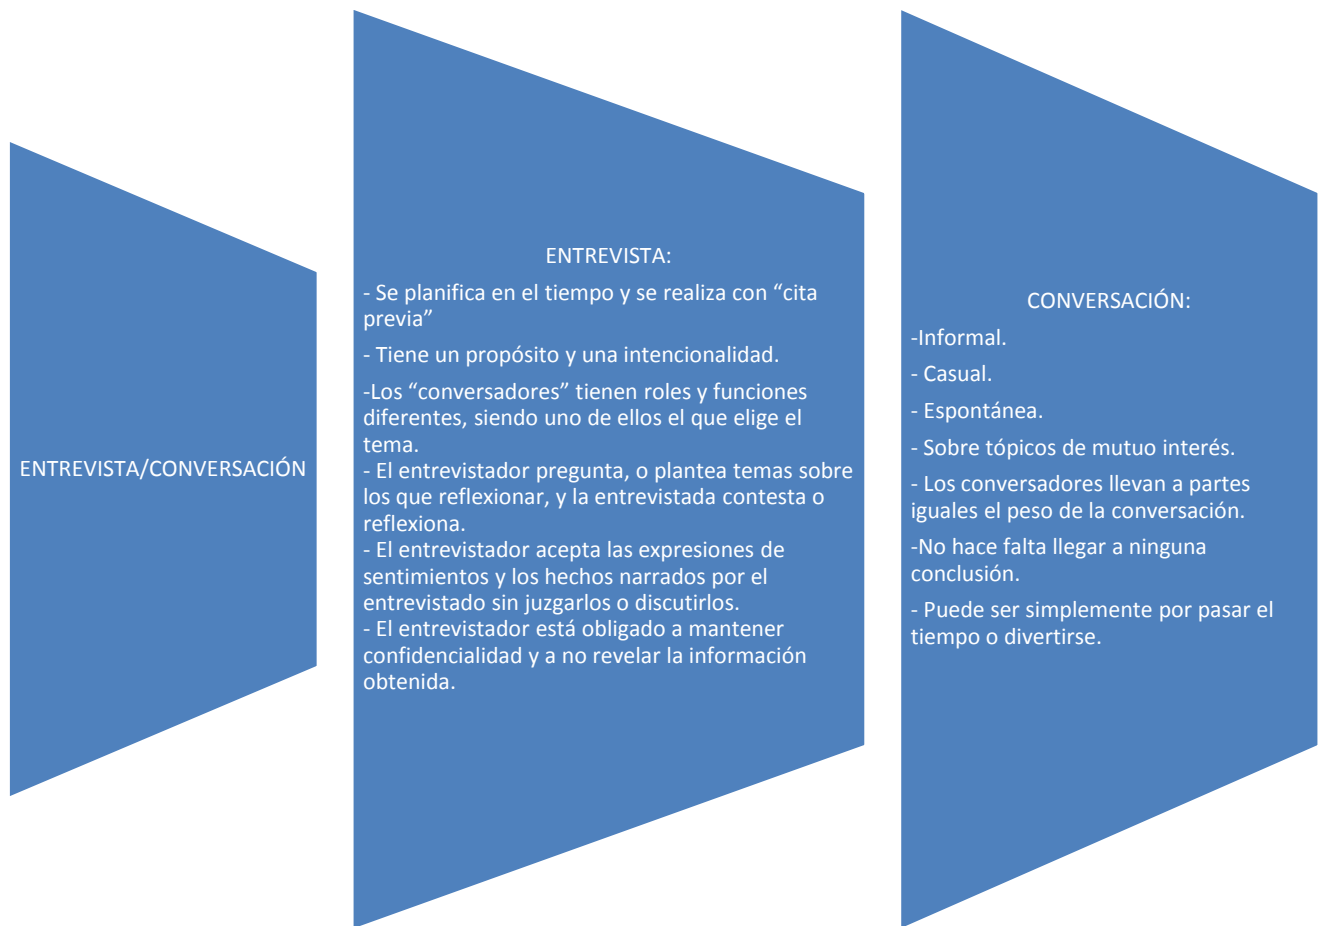 ENTREVISTA/CONVERSACIÓN
ENTREVISTA:
- Se planifica en el tiempo y se realiza con “cita
previa”
- Tiene un propósito y una intencionalidad.
-Los “conversadores” tienen roles y funciones
diferentes, siendo uno de ellos el que elige el
tema.
- El entrevistador pregunta, o plantea temas sobre
los que reflexionar, y la entrevistada contesta o
reflexiona.
- El entrevistador acepta las expresiones de
sentimientos y los hechos narrados por el
entrevistado sin juzgarlos o discutirlos.
- El entrevistador está obligado a mantener
confidencialidad y a no revelar la información
obtenida.
CONVERSACIÓN:
-Informal.
- Casual.
- Espontánea.
- Sobre tópicos de mutuo interés.
- Los conversadores llevan a partes
iguales el peso de la conversación.
-No hace falta llegar a ninguna
conclusión.
- Puede ser simplemente por pasar el
tiempo o divertirse.